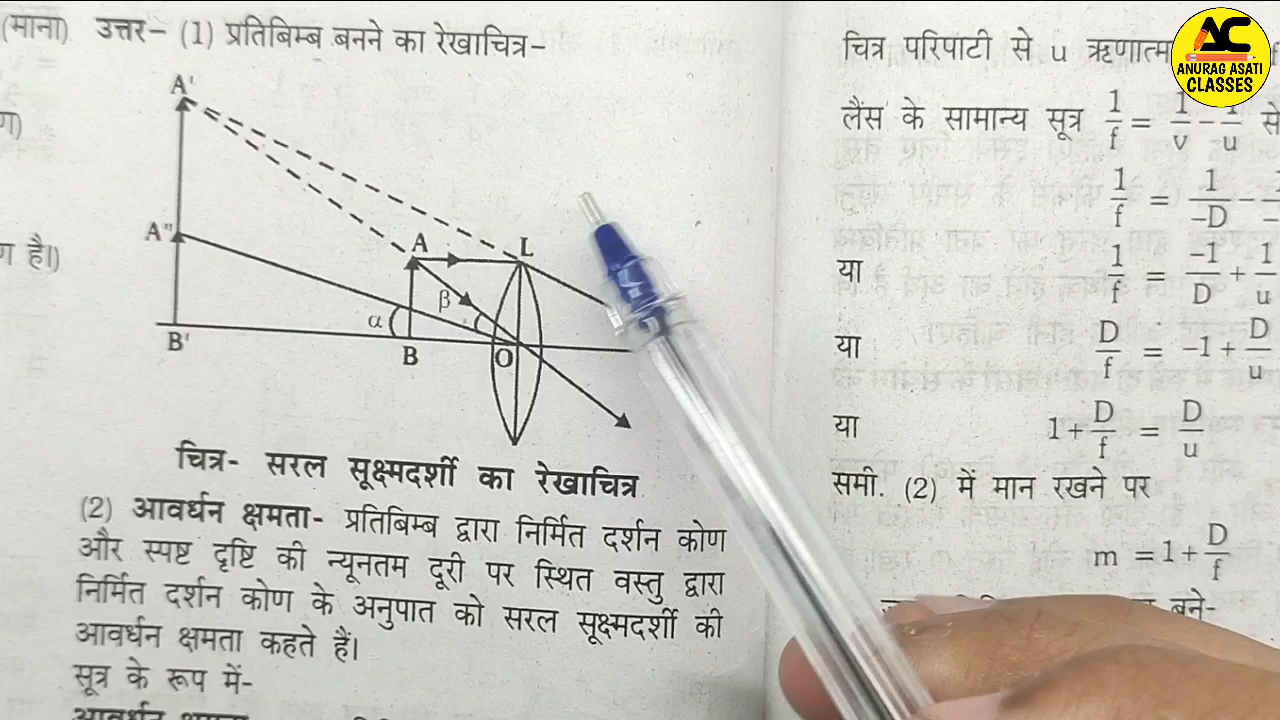 (माना) उत्तर- (1) प्रतिबिम्ब बनने का रेखाचित्र-
A'
A"
A
L
β
α
B'
B
O
चित्र- सरल सूक्ष्मदर्शी का रेखाचित्र
(2) आवर्धन क्षमता- प्रतिबिम्ब द्वारा निर्मित दर्शन कोण
और स्पष्ट दृष्टि की न्यूनतम दूरी पर स्थित वस्तु द्वारा
निर्मित दर्शन कोण के अनुपात को सरल सूक्ष्मदर्शी की
आवर्धन क्षमता कहते हैं।
सूत्र के रूप में-
है।)
चित्र परिपाटी से u
लैंस के सामान्य सूत्र 1/f = 1/v - 1/u से
1/f = 1/-D -
या 1/f = -1/D + 1/u
या D/f = -1 + D/u
या 1 + D/f = D/u
समी. (2) में मान रखने पर
m = 1 + D/f
बने-
AC
ANURAG ASATI
CLASSES